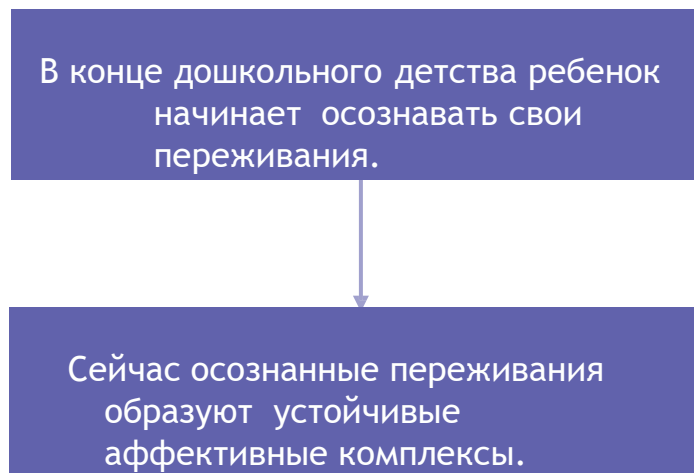 В конце дошкольного детства ребенок
начинает осознавать свои
переживания.
Сейчас осознанные переживания
образуют устойчивые
аффективные комплексы.